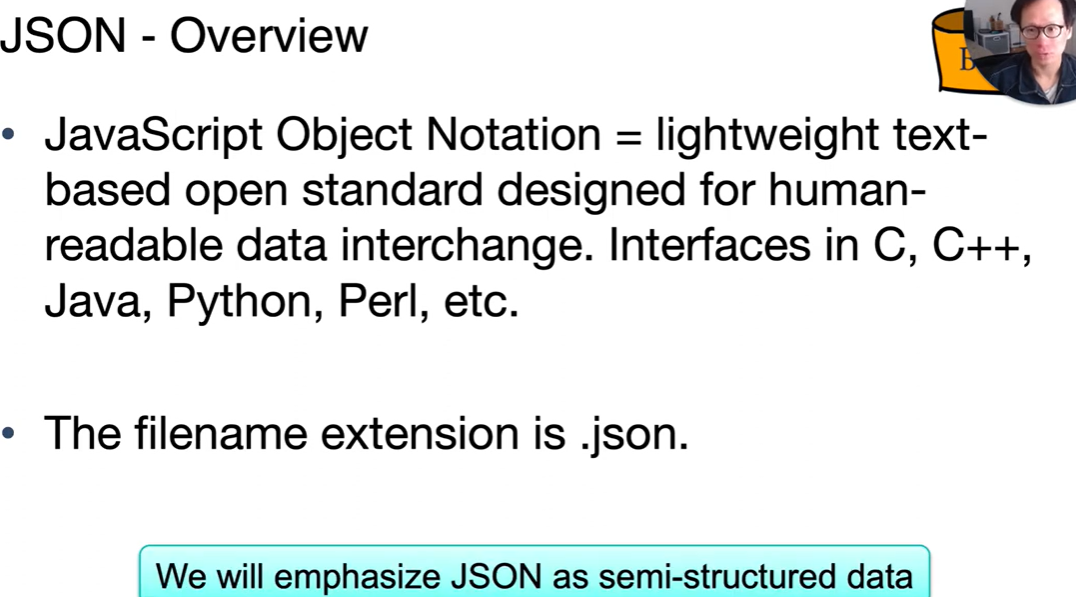 JSON - Overview
• JavaScript Object Notation = lightweight text-
based open standard designed for human-
readable data interchange. Interfaces in C, C++,
Java, Python, Perl, etc.
• The filename extension is .json.
We will emphasize JSON as semi-structured data